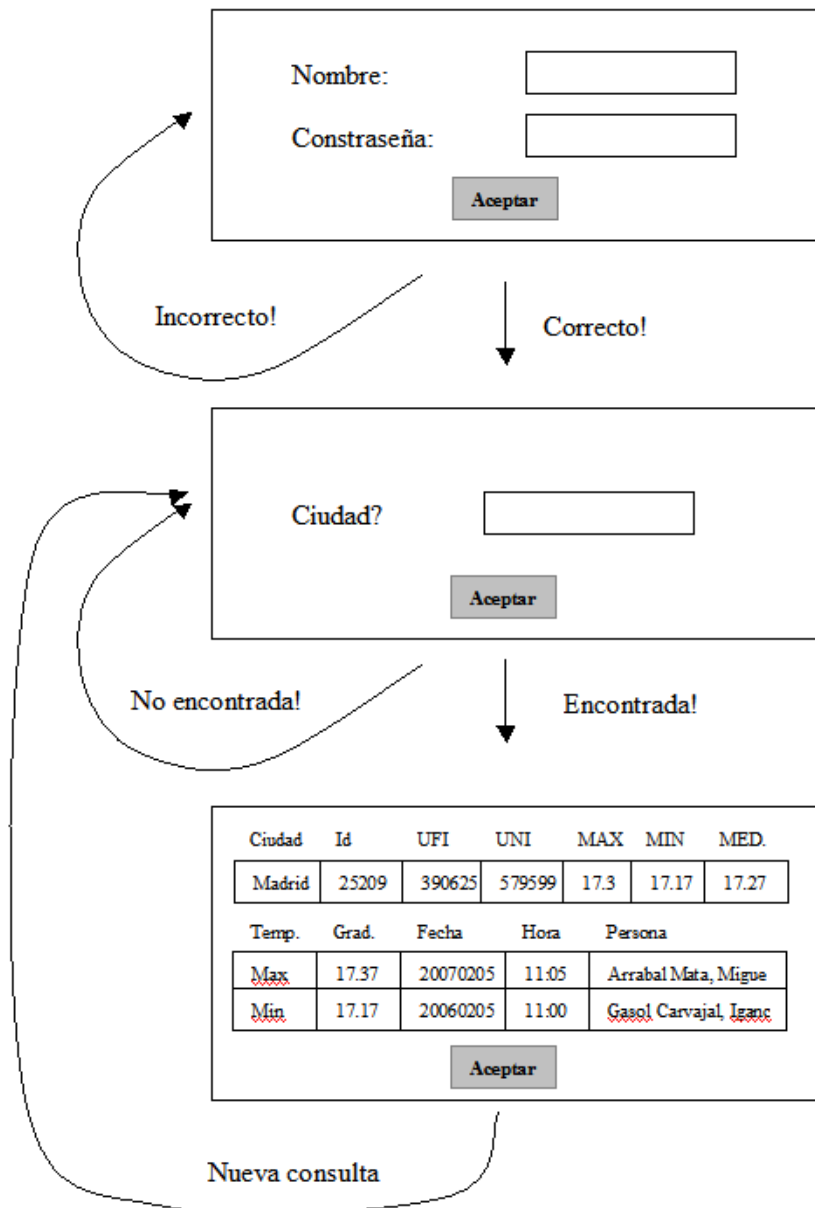 Nombre:
Constraseña:
Aceptar
Incorrecto!
Correcto!
Ciudad?
Aceptar
No encontrada!
Encontrada!
Ciudad Id UFI UNI MAX MIN MED.
Madrid 25209 390625 579599 17.3 17.17 17.27
Temp. Grad. Fecha Hora Persona
Max 17.37 20070205 11:05 Arrabal Mata, Migue
Min 17.17 20060205 11:00 Gasol Carvajal, Iganc
Aceptar
Nueva consulta